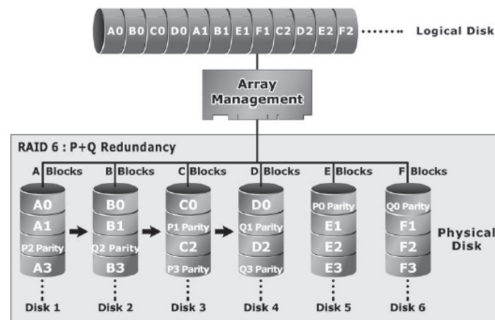 A0 B0 C0 D0 A1 B1 E1 F1 C2 D2 E2 F2
Logical Disk
Array
Management
RAID 6 : P+Q Redundancy
A Blocks B Blocks C Blocks D Blocks E Blocks F Blocks
A0 B0 C0 D0 P0 Parity Q0 Parity
A1 B1 P1 Parity Q1 Parity E1 F1
P2 Parity Q2 Parity C2 D2 E2 F2
A3 B3 P3 Parity Q3 Parity E3 F3
Physical
Disk
Disk 1 Disk 2 Disk 3 Disk 4 Disk 5 Disk 6